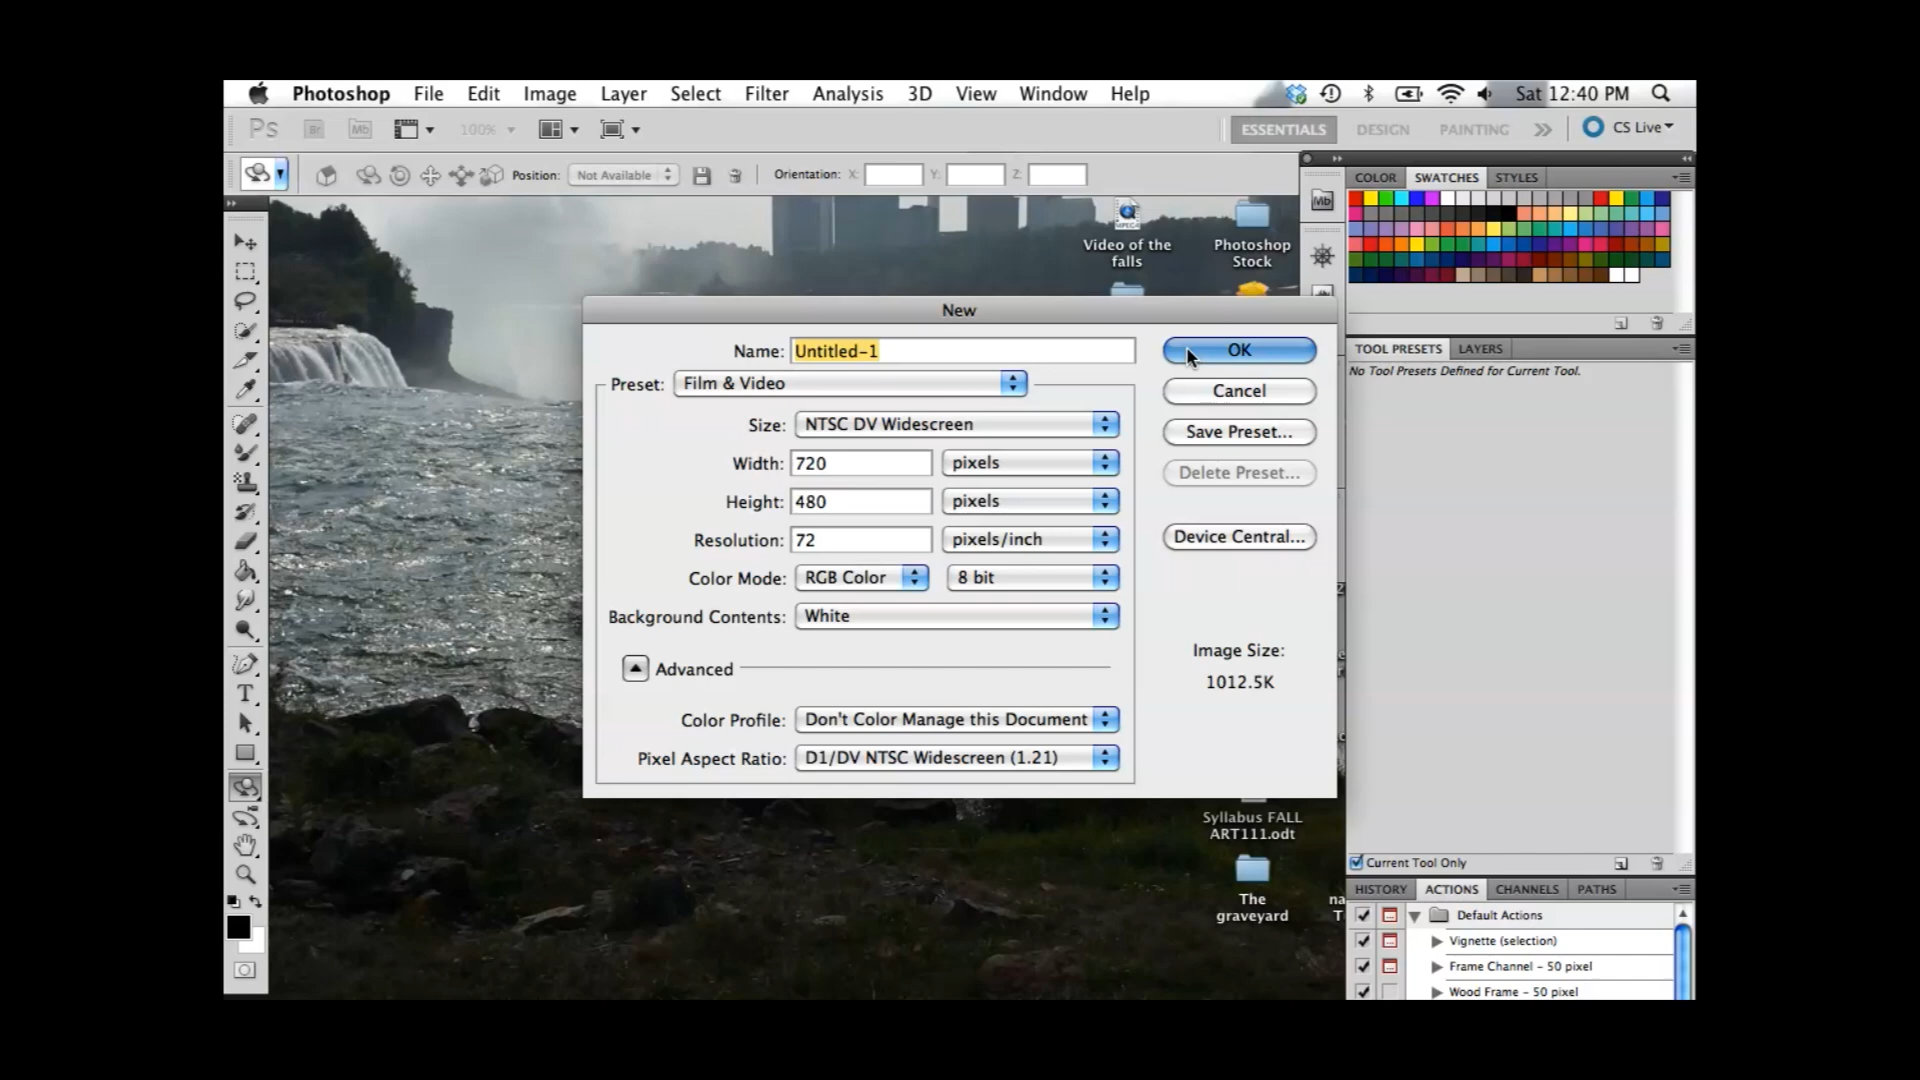 Photoshop File Edit Image Layer Select Filter Analysis 3D View Window Help Sat 12:40 PM
Ps Br Mb 100% ESSENTIALS DESIGN PAINTING CS Live
Position: Not Available Orientation: X: Y: Z:
COLOR SWATCHES STYLES
Mb
MPEG4
Video of the
falls
Photoshop
Stock
New
Name: Untitled-1
OK
Preset: Film & Video
Cancel
Size: NTSC DV Widescreen
Save Preset...
Width: 720 pixels
Delete Preset...
Height: 480 pixels
Resolution: 72 pixels/inch
Device Central...
Color Mode: RGB Color 8 bit
Background Contents: White
Image Size:
1012.5K
Advanced
Color Profile: Don't Color Manage this Document
Pixel Aspect Ratio: D1/DV NTSC Widescreen (1.21)
TOOL PRESETS LAYERS
No Tool Presets Defined for Current Tool.
T
Syllabus FALL
ART111.odt
The
graveyard
Current Tool Only
HISTORY ACTIONS CHANNELS PATHS
Default Actions
Vignette (selection)
Frame Channel - 50 pixel
Wood Frame - 50 pixel